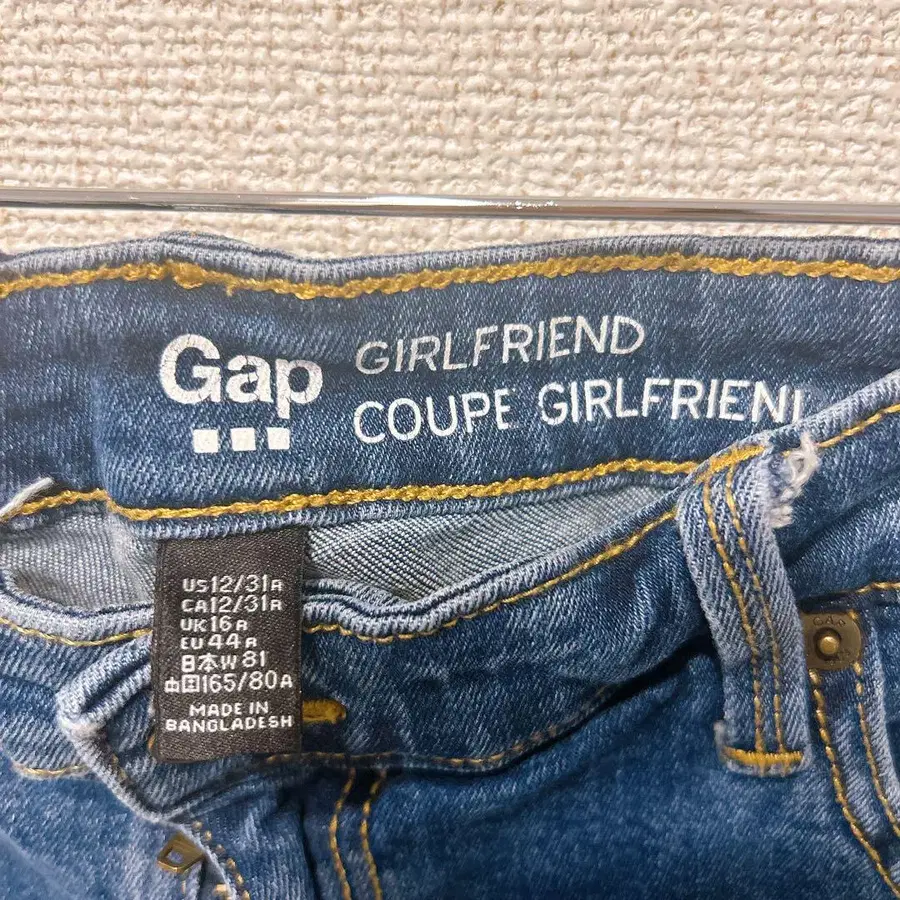 Gap
GIRLFRIEND
COUPE GIRLFRIEN
US12/31R
CA12/31R
UK16R
EU44R
日本W81
中国165/80A
MADE IN
BANGLADESH